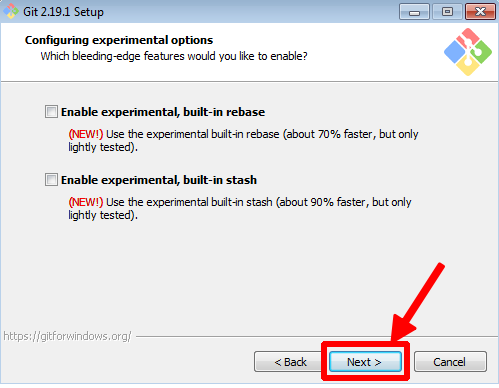 Git 2.19.1 Setup
Configuring experimental options
Which bleeding-edge features would you like to enable?
Enable experimental, built-in rebase
(NEW!) Use the experimental built-in rebase (about 70% faster, but only
lightly tested).
Enable experimental, built-in stash
(NEW!) Use the experimental built-in stash (about 90% faster, but only
lightly tested).
https://gitforwindows.org/
< Back
Next >
Cancel